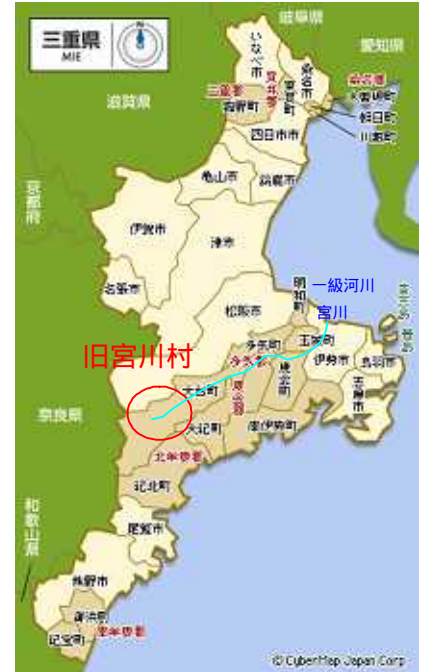 岐阜県
愛知県
三重県
MIE
滋賀県
いなべ市
桑名市
員弁郡
東員町
桑名郡
木曽岬町
三重郡
菰野町
朝日町
川越町
四日市市
亀山市
鈴鹿市
京都府
伊賀市
津市
名張市
松阪市
明和町
一級河川
宮川
多気町
玉城町
多気郡
伊勢市
鳥羽市
旧宮川村
大台町
度会郡
度会町
志摩市
奈良県
大紀町
南伊勢町
北牟婁郡
紀北町
和歌山県
尾鷲市
熊野市
御浜町
南牟婁郡
紀宝町
© CyberMap Japan Corp.